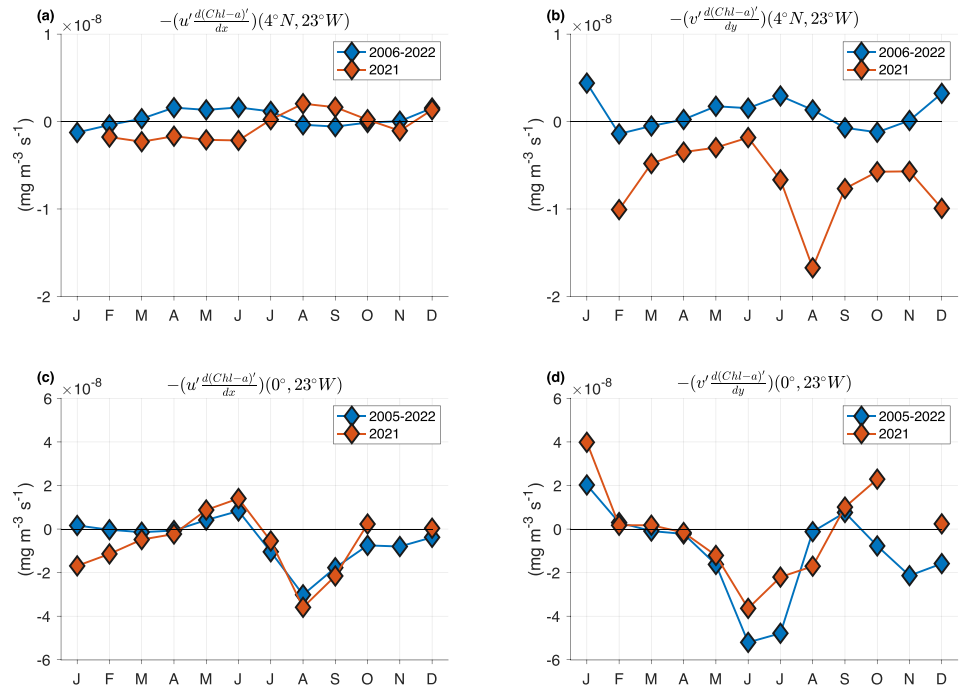 (a)
×10⁻⁸
−(u′ d(Chl−a)′/dx)(4°N, 23°W)
1
0
-1
-2
(mg m⁻³ s⁻¹)
2006-2022
2021
J F M A M J J A S O N D
(b)
×10⁻⁸
−(v′ d(Chl−a)′/dy)(4°N, 23°W)
1
0
-1
-2
(mg m⁻³ s⁻¹)
2006-2022
2021
J F M A M J J A S O N D
(c)
×10⁻⁸
−(u′ d(Chl−a)′/dx)(0°, 23°W)
6
4
2
0
-2
-4
-6
(mg m⁻³ s⁻¹)
2005-2022
2021
J F M A M J J A S O N D
(d)
×10⁻⁸
−(v′ d(Chl−a)′/dy)(0°, 23°W)
6
4
2
0
-2
-4
-6
(mg m⁻³ s⁻¹)
2005-2022
2021
J F M A M J J A S O N D